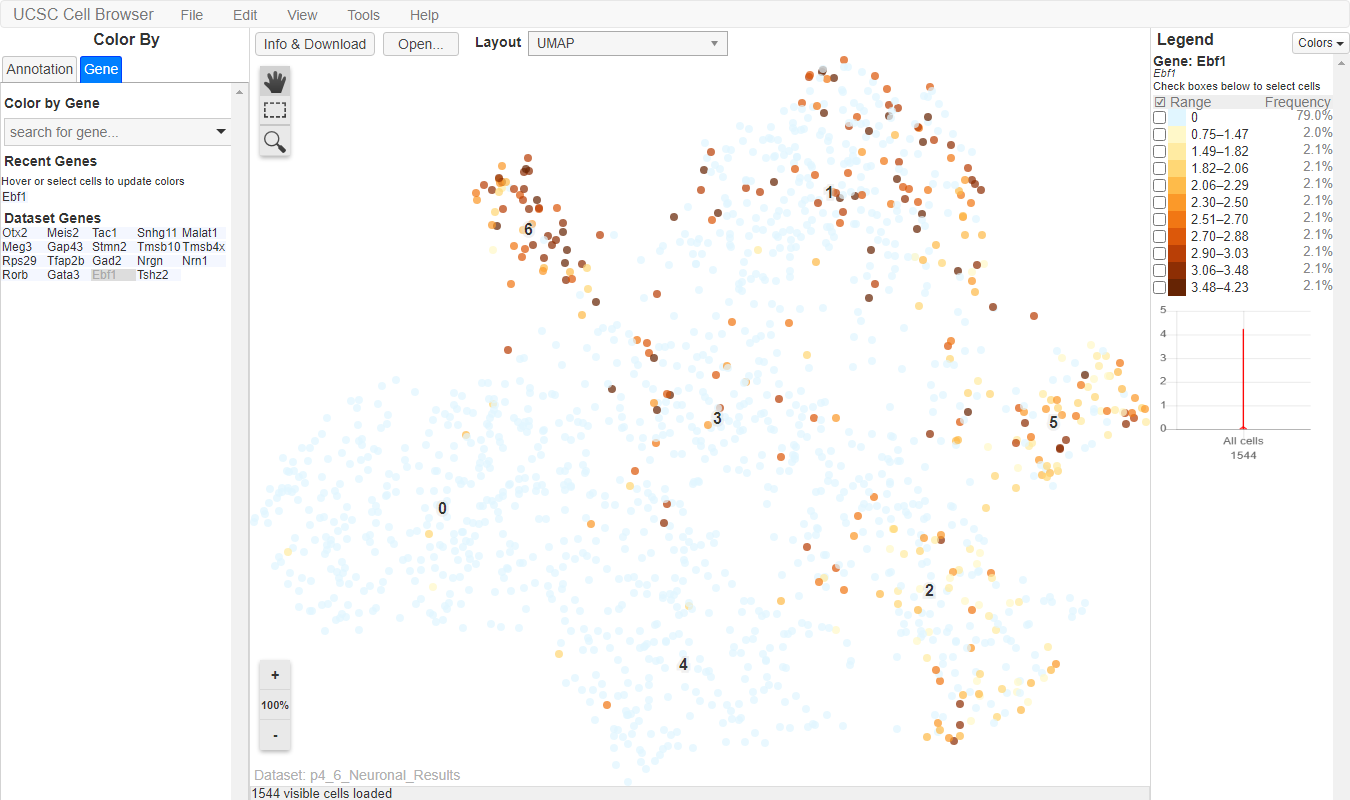 UCSC Cell Browser File Edit View Tools Help
Color By
Info & Download Open... Layout UMAP
Annotation Gene
Color by Gene
search for gene...
Recent Genes
Hover or select cells to update colors
Ebf1
Dataset Genes
Otx2 Meis2 Tac1 Snhg11 Malat1
Meg3 Gap43 Stmn2 Tmsb10 Tmsb4x
Rps29 Tfap2b Gad2 Nrgn Nrn1
Rorb Gata3 Ebf1 Tshz2
1
6
3
5
0
2
4
+
100%
-
Dataset: p4_6_Neuronal_Results
1544 visible cells loaded
Legend Colors
Gene: Ebf1
Ebf1
Check boxes below to select cells
Range Frequency
0 79.0%
0.75–1.47 2.0%
1.49–1.82 2.1%
1.82–2.06 2.1%
2.06–2.29 2.1%
2.30–2.50 2.1%
2.51–2.70 2.1%
2.70–2.88 2.1%
2.90–3.03 2.1%
3.06–3.48 2.1%
3.48–4.23 2.1%
5
4
3
2
1
0
All cells
1544